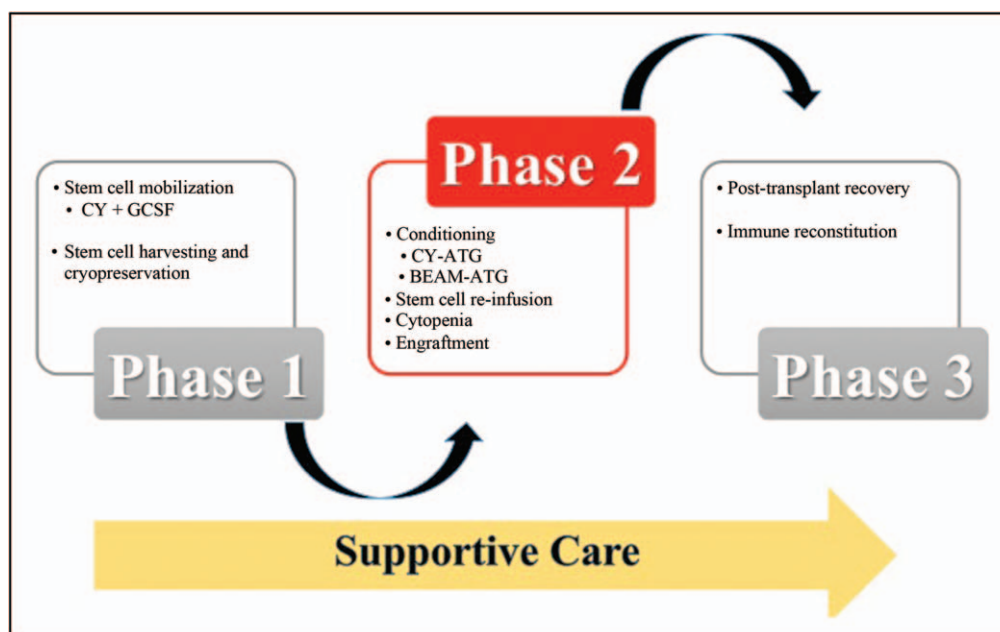 • Stem cell mobilization
• CY + GCSF
• Stem cell harvesting and
cryopreservation
Phase 1
Phase 2
• Conditioning
• CY-ATG
• BEAM-ATG
• Stem cell re-infusion
• Cytopenia
• Engraftment
• Post-transplant recovery
• Immune reconstitution
Phase 3
Supportive Care